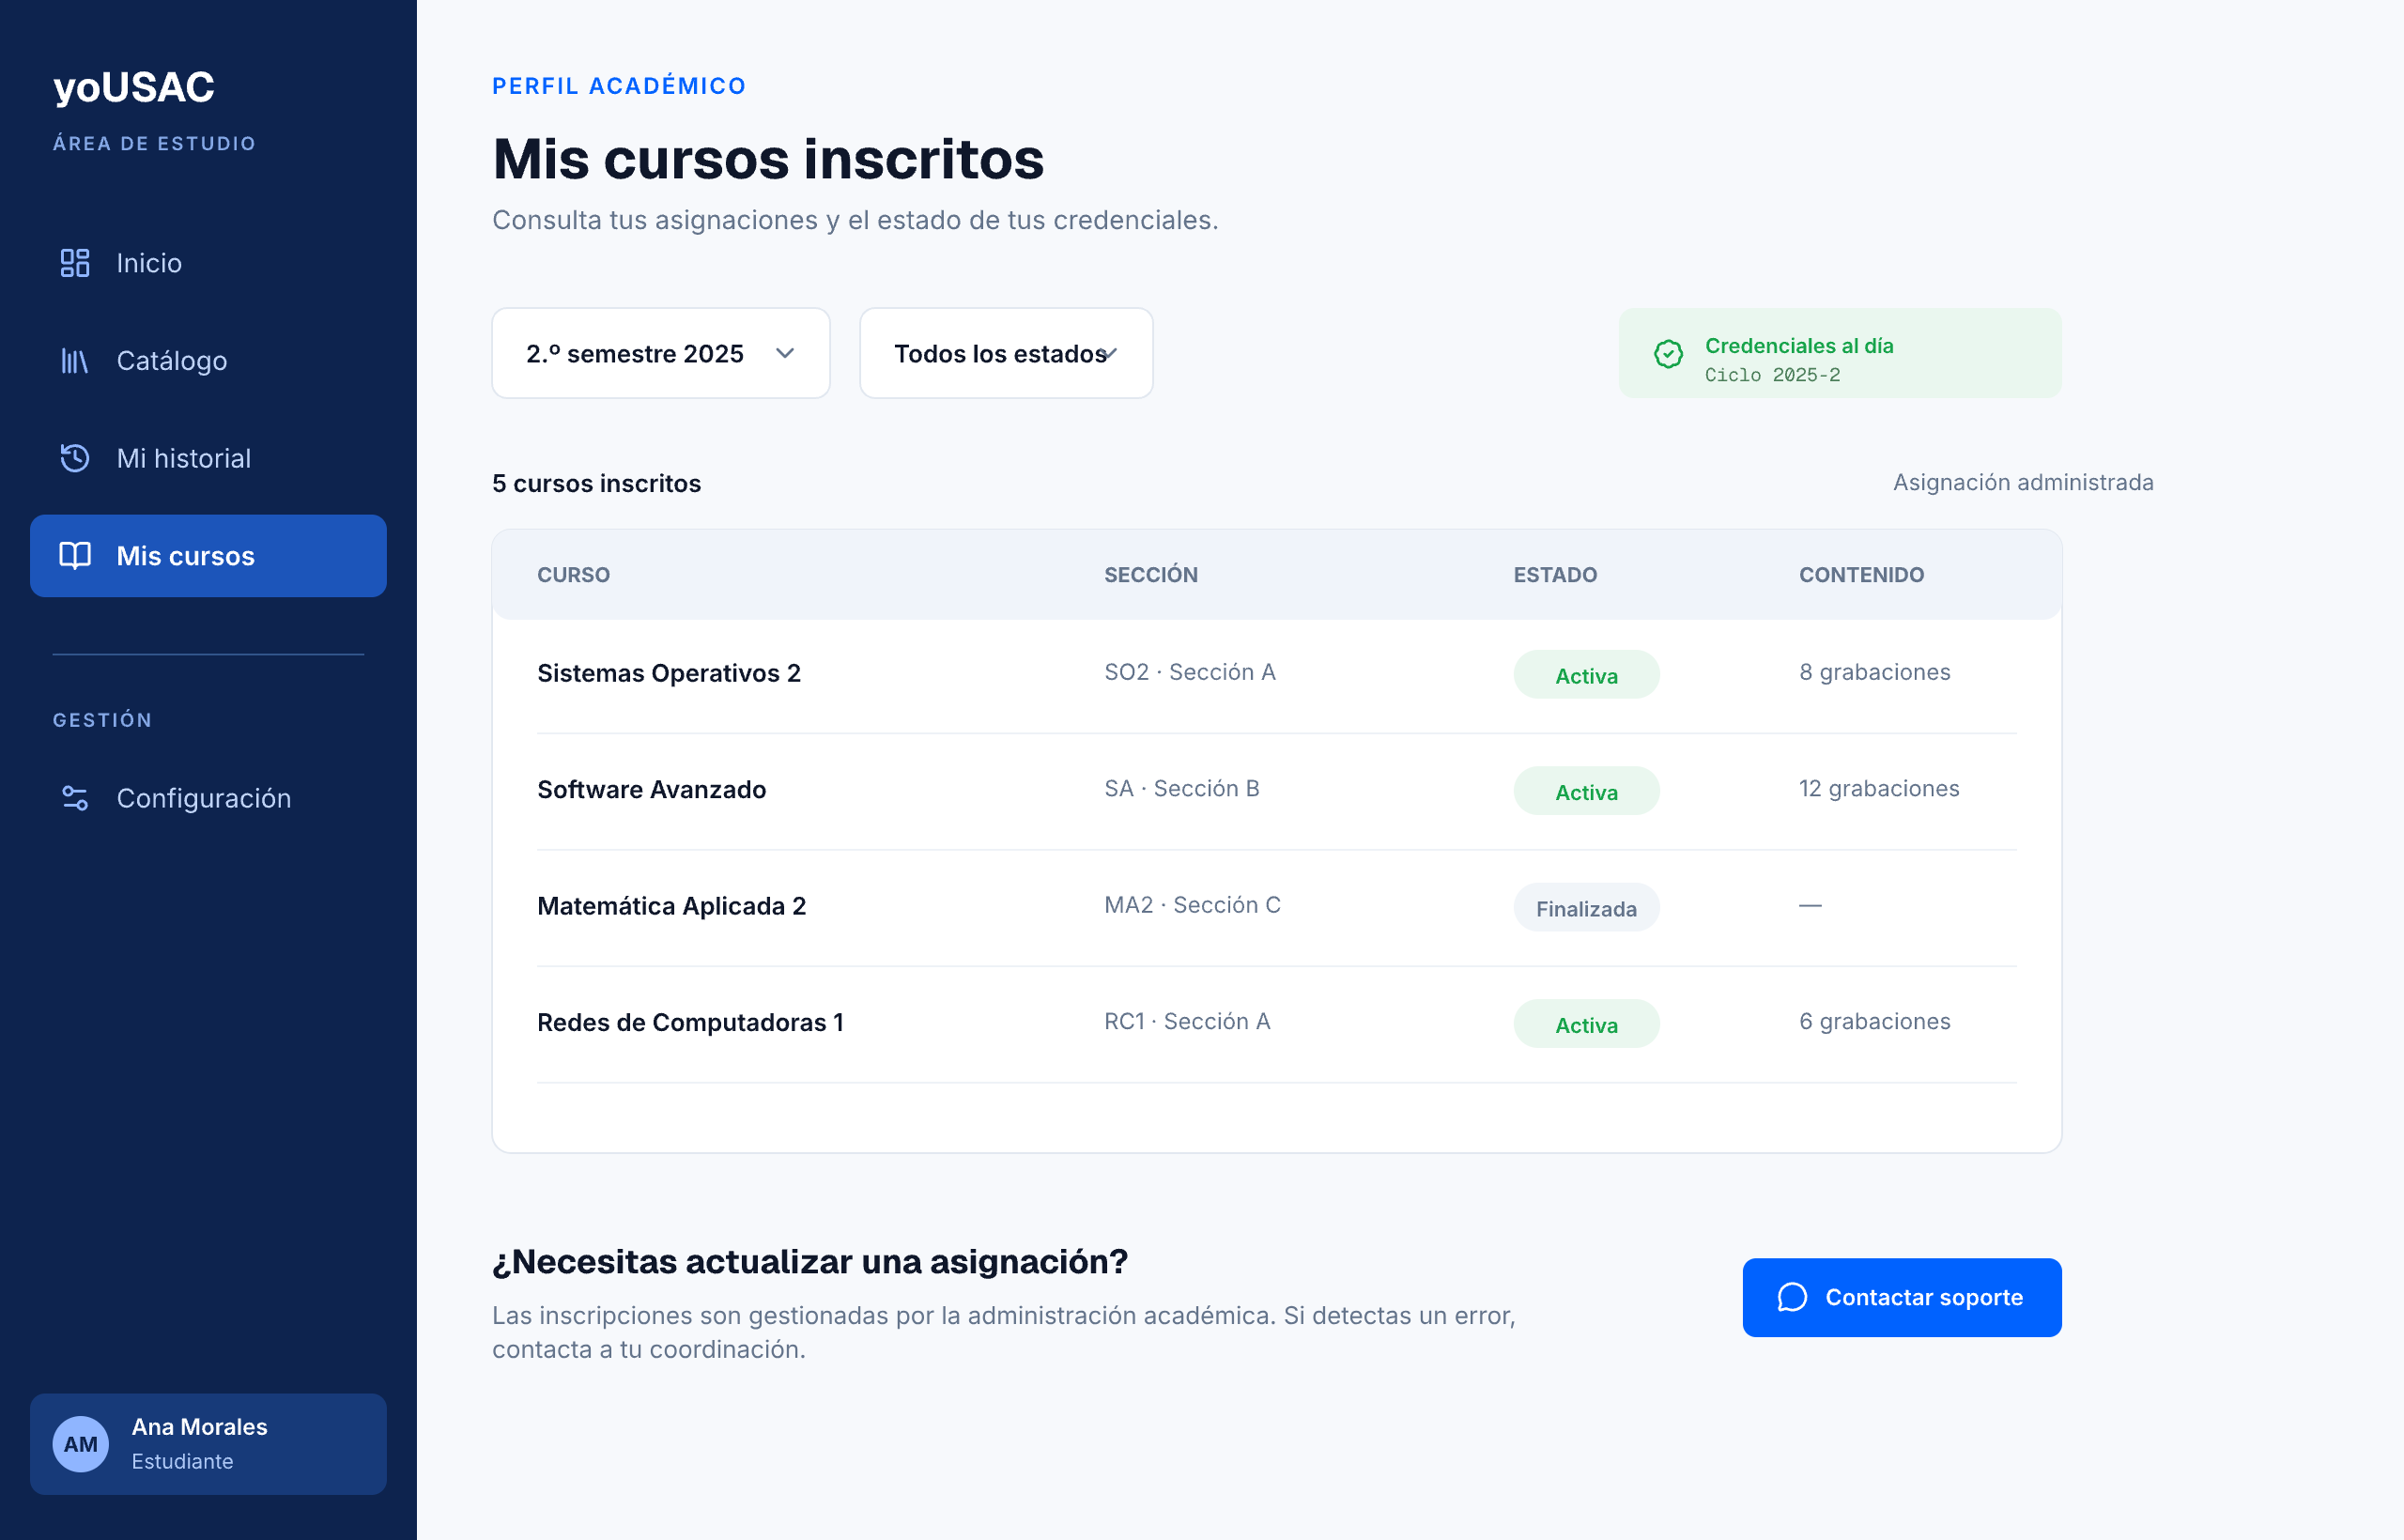 yoUSAC
ÁREA DE ESTUDIO
Inicio
Catálogo
Mi historial
Mis cursos
GESTIÓN
Configuración
AM
Ana Morales
Estudiante
PERFIL ACADÉMICO
Mis cursos inscritos
Consulta tus asignaciones y el estado de tus credenciales.
2.º semestre 2025
Todos los estados
Credenciales al día
Ciclo 2025-2
5 cursos inscritos
Asignación administrada
CURSO SECCIÓN ESTADO CONTENIDO
Sistemas Operativos 2 SO2 · Sección A Activa 8 grabaciones
Software Avanzado SA · Sección B Activa 12 grabaciones
Matemática Aplicada 2 MA2 · Sección C Finalizada —
Redes de Computadoras 1 RC1 · Sección A Activa 6 grabaciones
¿Necesitas actualizar una asignación?
Las inscripciones son gestionadas por la administración académica. Si detectas un error,
contacta a tu coordinación.
Contactar soporte